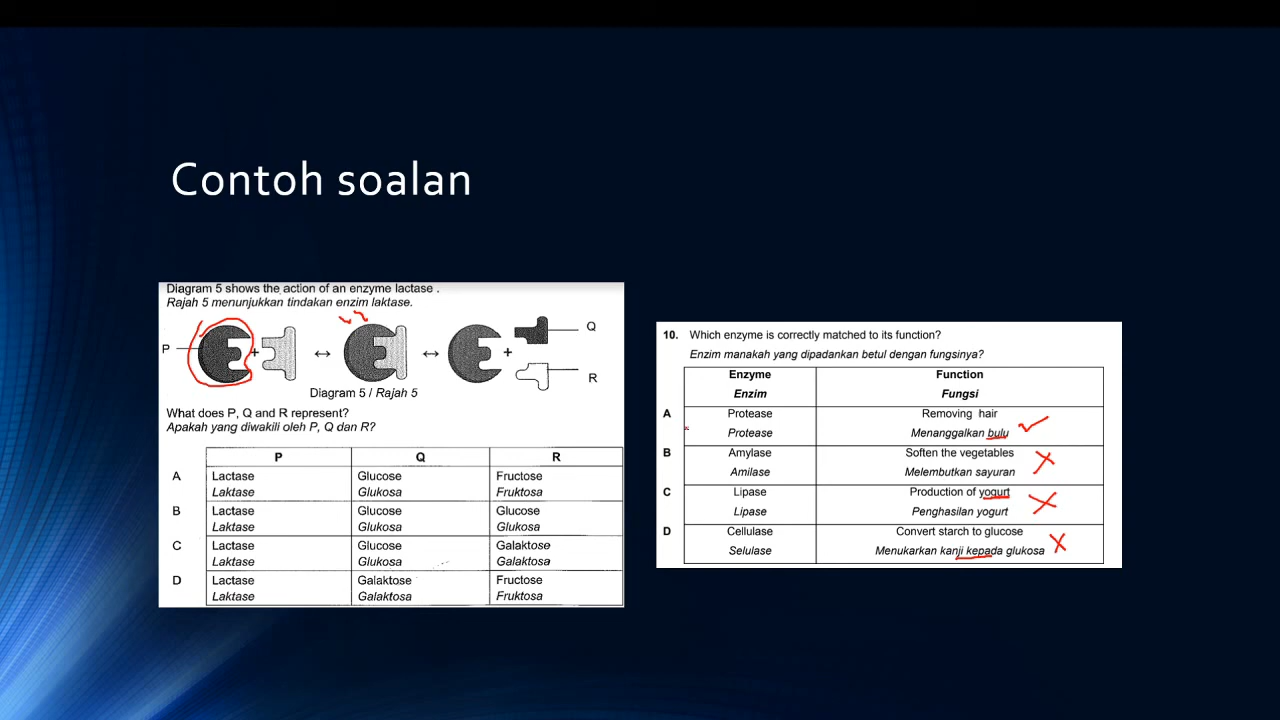 Contoh soalan
Diagram 5 shows the action of an enzyme lactase .
Rajah 5 menunjukkan tindakan enzim laktase.
P
+
+
Q
R
Diagram 5 / Rajah 5
What does P, Q and R represent?
Apakah yang diwakili oleh P, Q dan R?
P Q R
A Lactase Glucose Fructose
Laktase Glukosa Fruktosa
B Lactase Glucose Glucose
Laktase Glukosa Glukosa
C Lactase Glucose Galaktose
Laktase Glukosa Galaktosa
D Lactase Galaktose Fructose
Laktase Galaktosa Fruktosa
10. Which enzyme is correctly matched to its function?
Enzim manakah yang dipadankan betul dengan fungsinya?
Enzyme Function
Enzim Fungsi
A Protease Removing hair
Protease Menanggalkan bulu
B Amylase Soften the vegetables
Amilase Melembutkan sayuran
C Lipase Production of yogurt
Lipase Penghasilan yogurt
D Cellulase Convert starch to glucose
Selulase Menukarkan kanji kepada glukosa